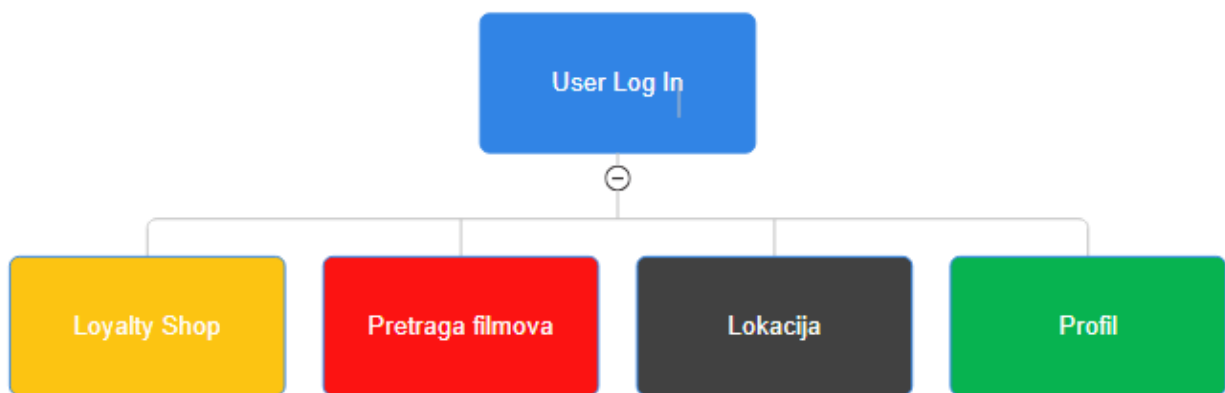 User Log In
Loyalty Shop
Pretraga filmova
Lokacija
Profil